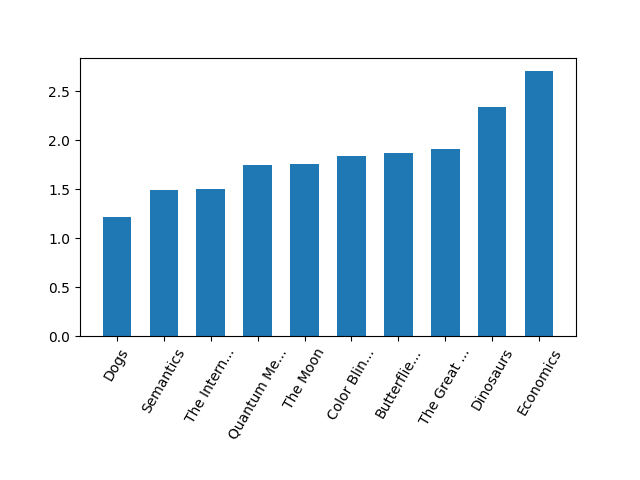 2.5
2.0
1.5
1.0
0.5
0.0
Dogs
Semantics
The Intern...
Quantum Me...
The Moon
Color Blin...
Butterflie...
The Great ...
Dinosaurs
Economics